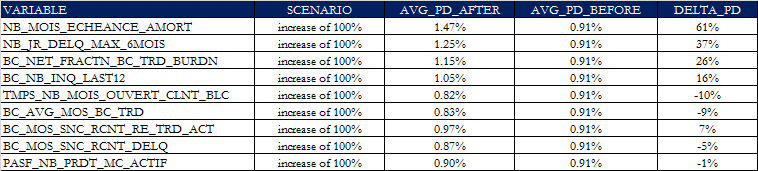 VARIABLE SCENARIO AVG_PD_AFTER AVG_PD_BEFORE DELTA_PD
NB_MOIS_ECHEANCE_AMORT increase of 100% 1.47% 0.91% 61%
NB_JR_DELQ_MAX_6MOIS increase of 100% 1.25% 0.91% 37%
BC_NET_FRACTN_BC_TRD_BURDN increase of 100% 1.15% 0.91% 26%
BC_NB_INQ_LAST12 increase of 100% 1.05% 0.91% 16%
TMPS_NB_MOIS_OUVERT_CLNT_BLC increase of 100% 0.82% 0.91% -10%
BC_AVG_MOS_BC_TRD increase of 100% 0.83% 0.91% -9%
BC_MOS_SNC_RCNT_RE_TRD_ACT increase of 100% 0.97% 0.91% 7%
BC_MOS_SNC_RCNT_DELQ increase of 100% 0.87% 0.91% -5%
PASF_NB_PRDT_MC_ACTIF increase of 100% 0.90% 0.91% -1%